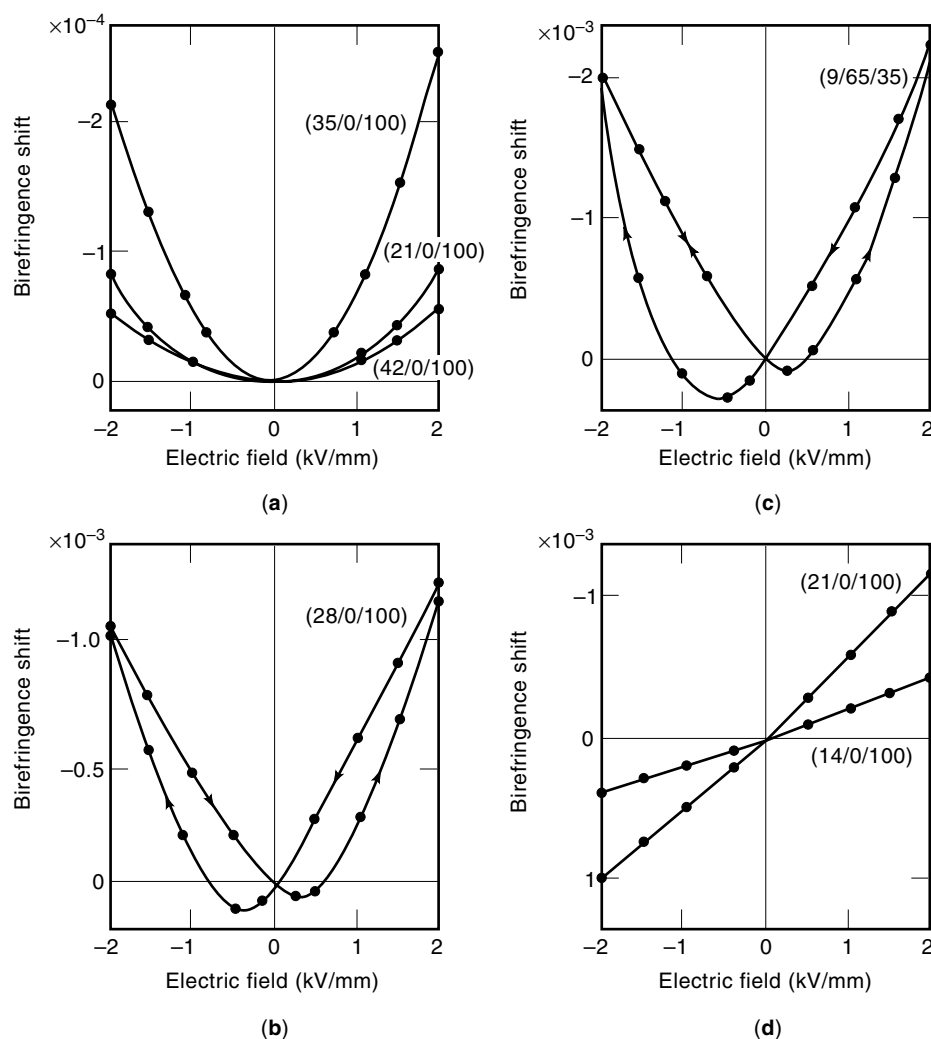 ×10⁻⁴
Birefringence shift
–2
–1
0
(35/0/100)
(21/0/100)
(42/0/100)
–2 –1 0 1 2
Electric field (kV/mm)
(a)
×10⁻³
Birefringence shift
–1.0
–0.5
0
(28/0/100)
–2 –1 0 1 2
Electric field (kV/mm)
(b)
×10⁻³
Birefringence shift
–2
–1
0
(9/65/35)
–2 –1 0 1 2
Electric field (kV/mm)
(c)
×10⁻³
Birefringence shift
–1
0
1
(21/0/100)
(14/0/100)
–2 –1 0 1 2
Electric field (kV/mm)
(d)